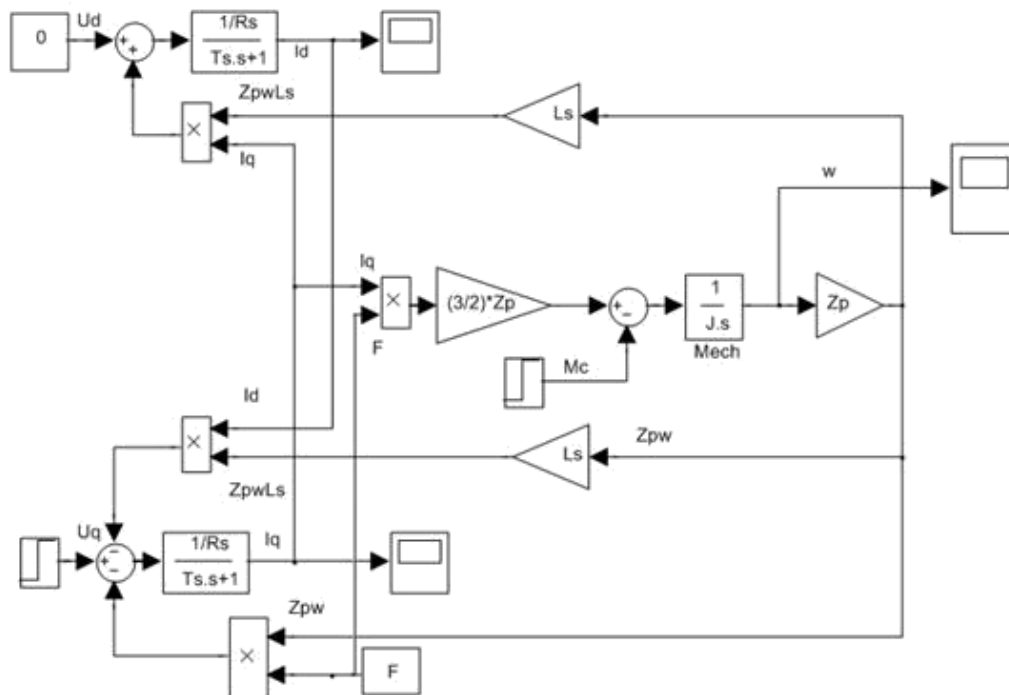 Ud
0
1/Rs
Ts.s+1
Id
ZpwLs
Ls
Iq
w
Iq
(3/2)*Zp
1
J.s
Mech
Zp
F
Mc
Id
Zpw
Ls
ZpwLs
Uq
1/Rs
Ts.s+1
Iq
Zpw
F